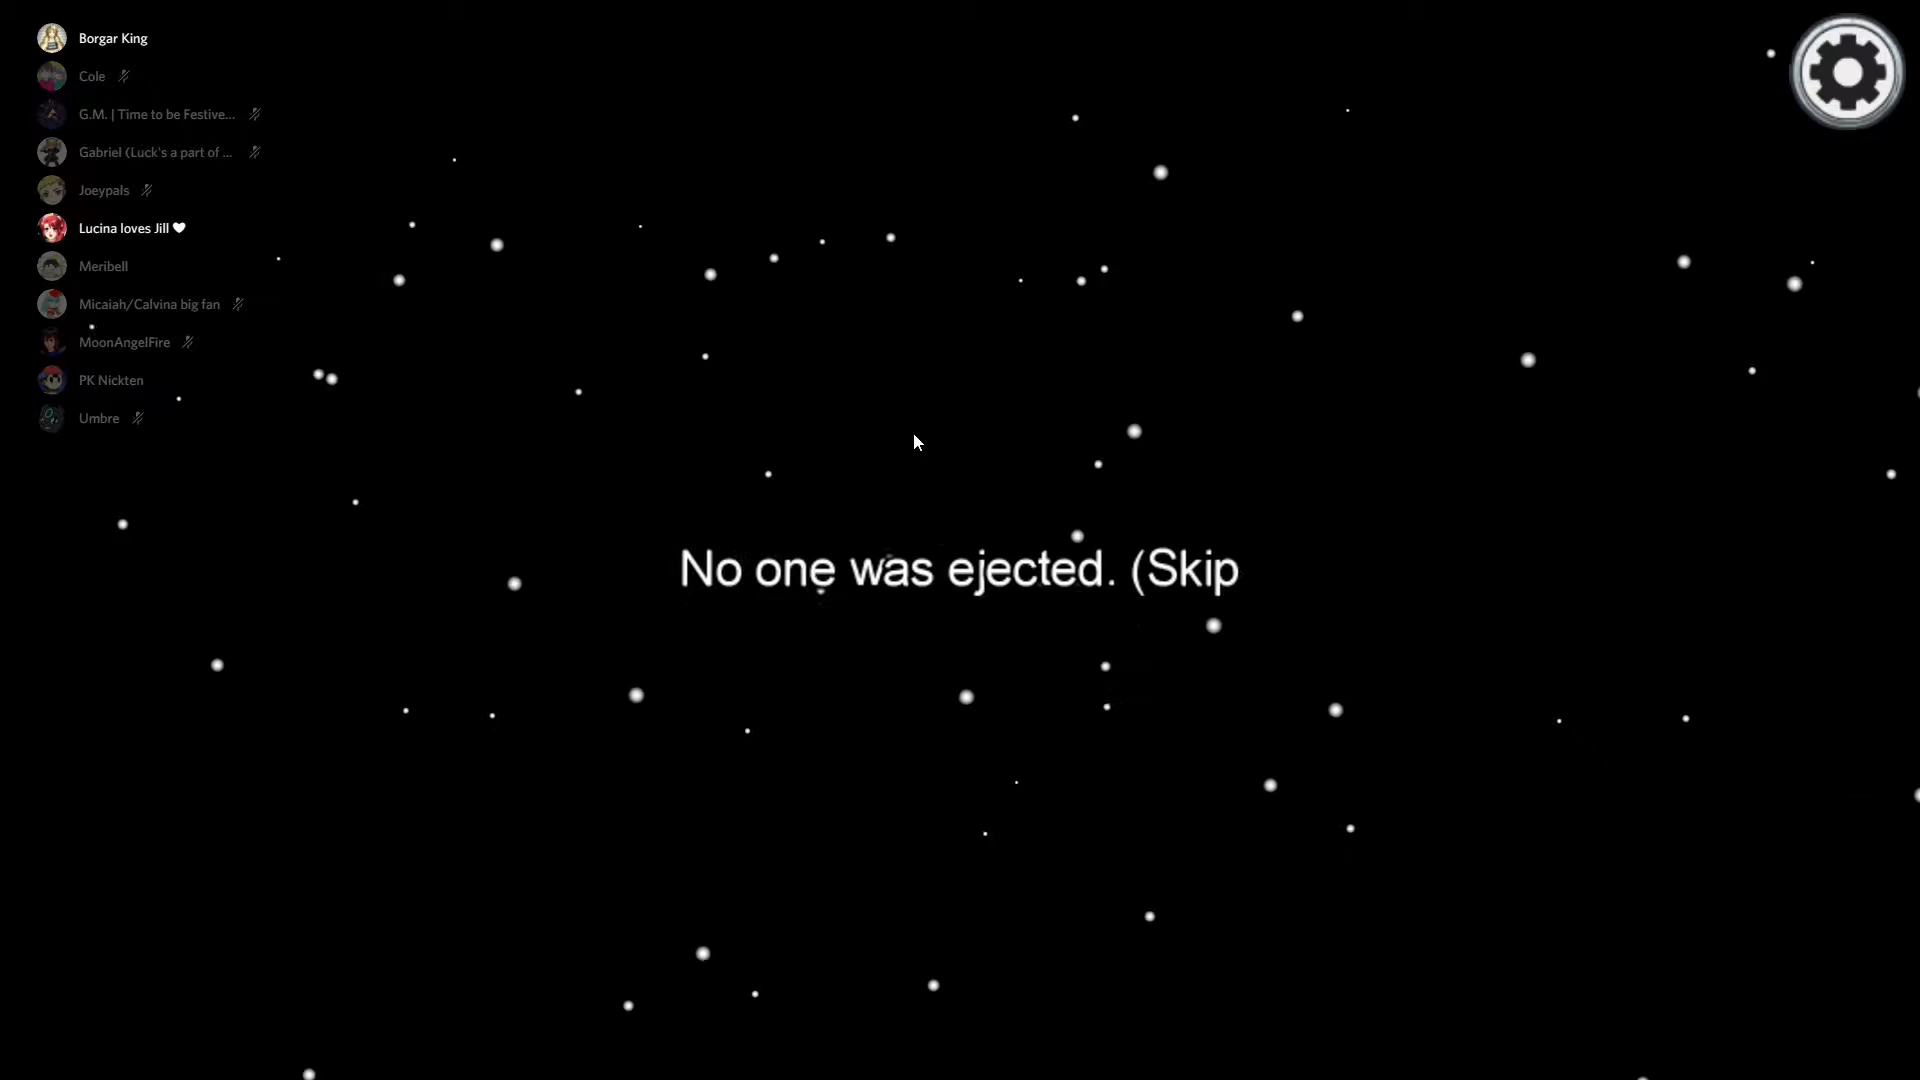 Borgar King
Cole
G.M. | Time to be Festive...
Gabriel (Luck's a part of ...
Joeypals
Lucina loves Jill 🤍
Meribell
Micaiah/Calvina big fan
MoonAngelFire
PK Nickten
Umbre
No one was ejected. (Skip